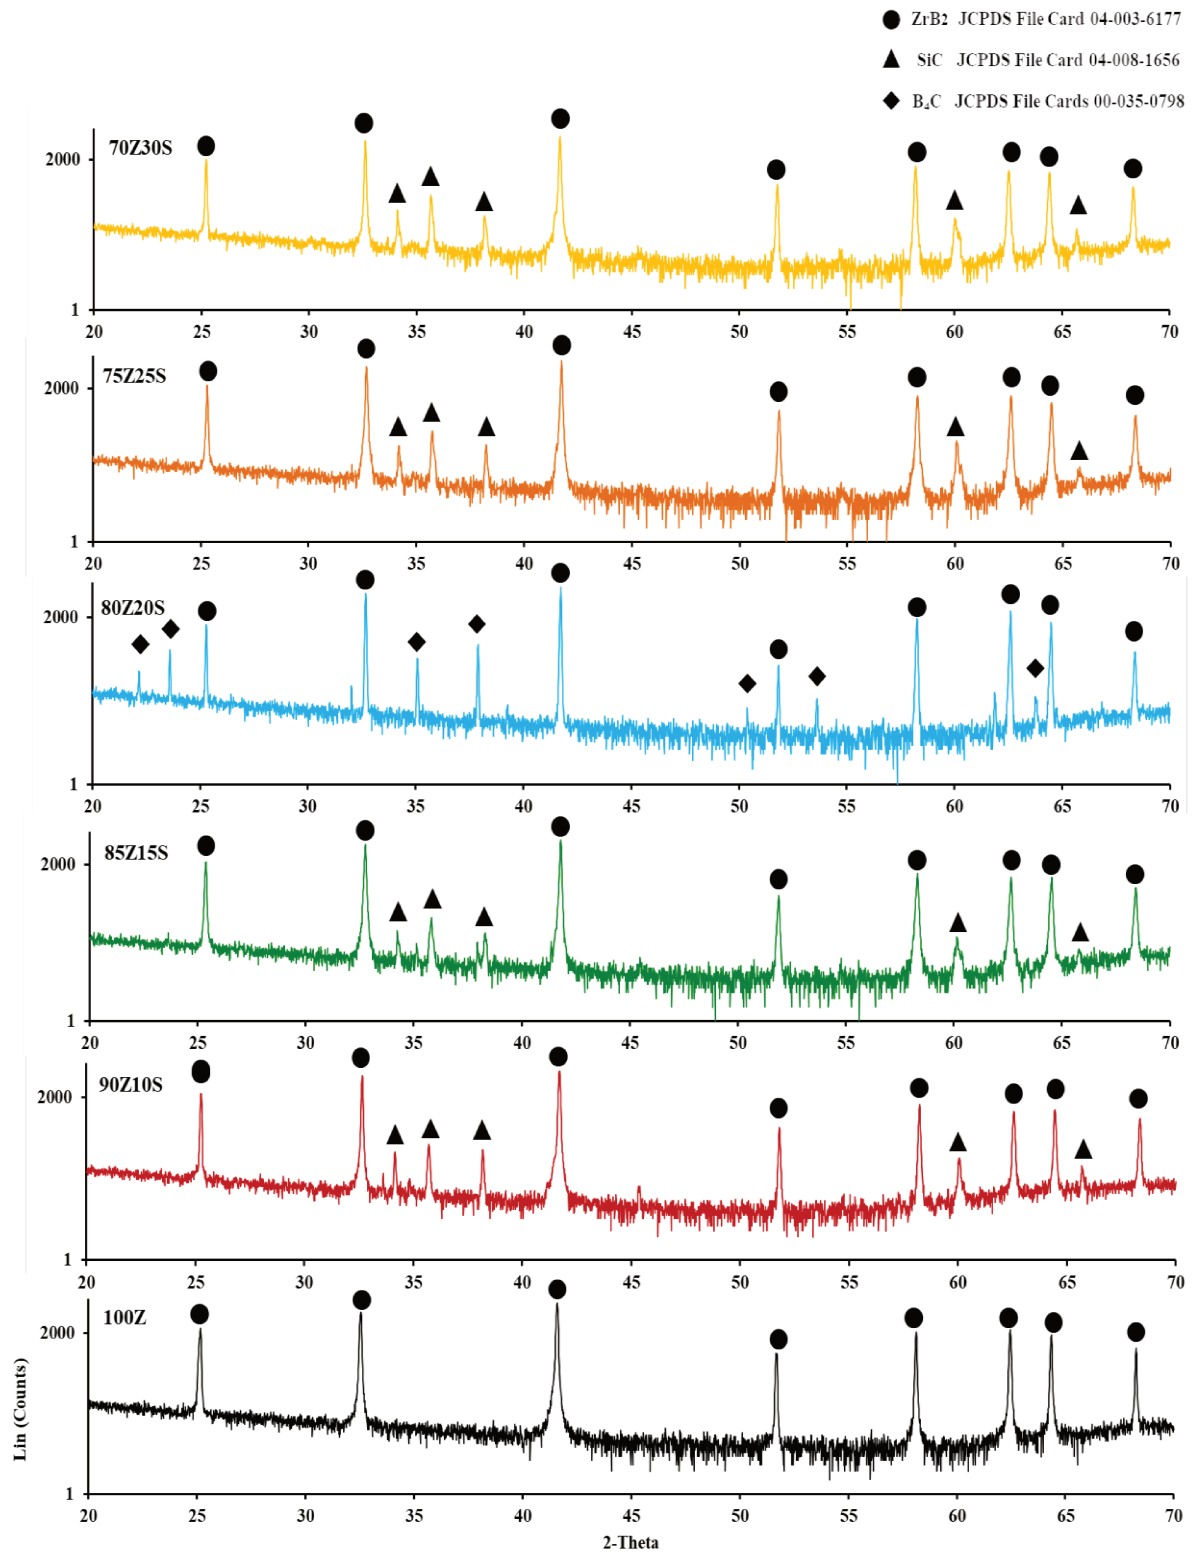 ZrB2 JCPDS File Card 04-003-6177
SiC JCPDS File Card 04-008-1656
B₄C JCPDS File Cards 00-035-0798
70Z30S
2000
1
20 25 30 35 40 45 50 55 60 65 70
75Z25S
2000
1
20 25 30 35 40 45 50 55 60 65 70
80Z20S
2000
1
20 25 30 35 40 45 50 55 60 65 70
85Z15S
2000
1
20 25 30 35 40 45 50 55 60 65 70
90Z10S
2000
1
20 25 30 35 40 45 50 55 60 65 70
100Z
2000
Lin (Counts)
1
20 25 30 35 40 45 50 55 60 65 70
2-Theta